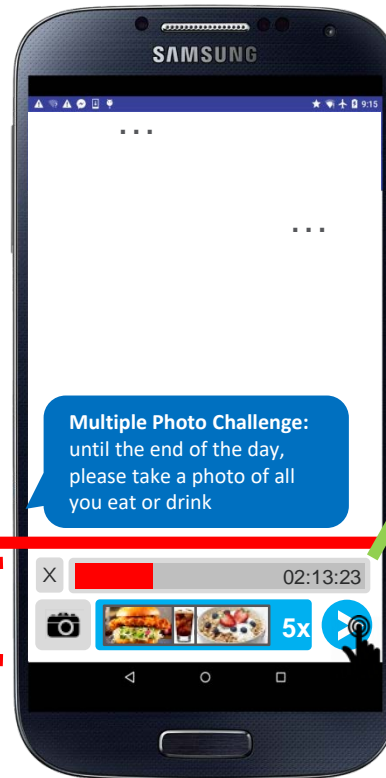 SAMSUNG
9:15
...
...
Multiple Photo Challenge:
until the end of the day,
please take a photo of all
you eat or drink
X
02:13:23
5x